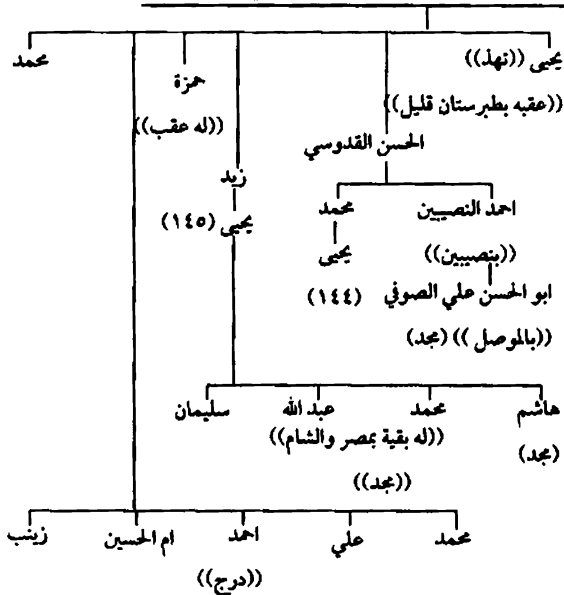 يحيى ((تهذ)) محمد
حمزة
((عقبه بطبرستان قليل))
((له عقب))
الحسن القدوسي
زيد
احمد النصيبين محمد
يحيى (١٤٥)
((بنصيبين)) يحيى
ابو الحسن علي الصوفي (١٤٤)
((بالموصل)) (مجد)
هاشم محمد عبد الله سليمان
((له بقية بمصر والشام))
(مجد)
((مجد))
محمد علي احمد ام الحسين زينب
((درج))